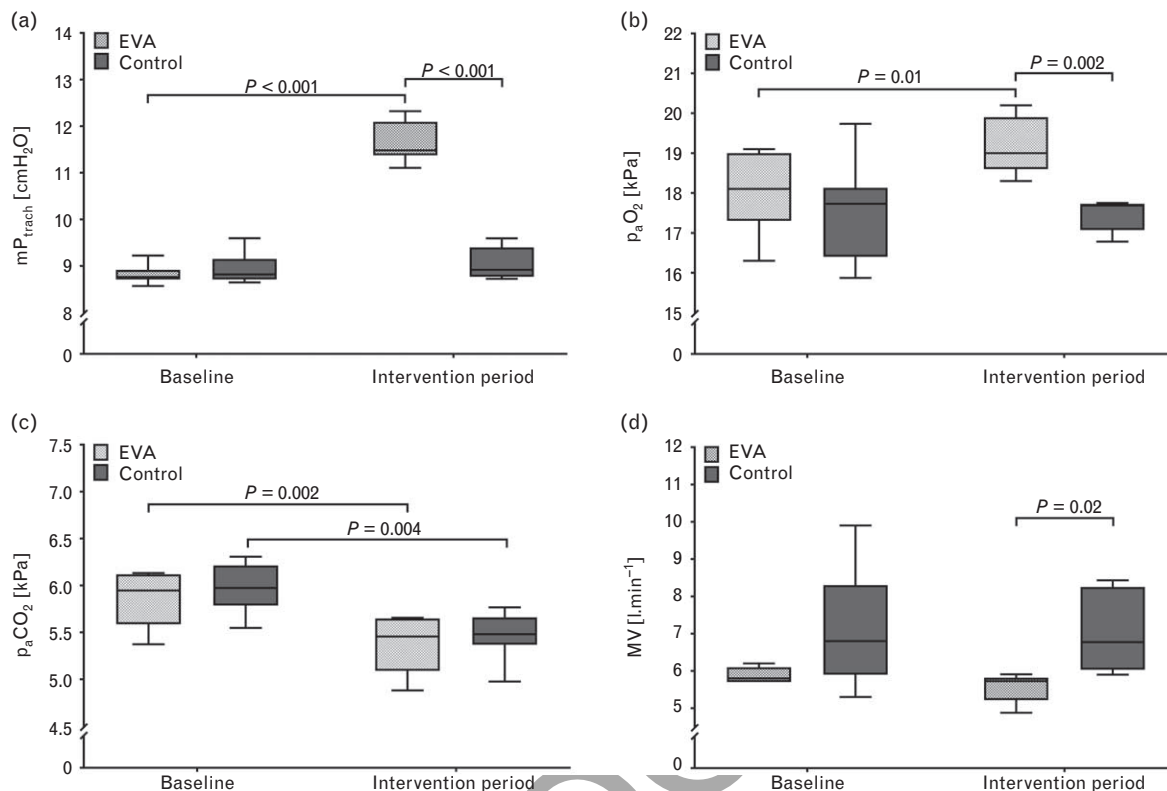 (a)
14
13
12
11
10
9
8
0
mPtrach [cmH2O]
EVA
Control
P < 0.001
P < 0.001
Baseline
Intervention period
(b)
22
21
20
19
18
17
16
15
0
paO2 [kPa]
EVA
Control
P = 0.01
P = 0.002
Baseline
Intervention period
(c)
7.5
7.0
6.5
6.0
5.5
5.0
4.5
0
paCO2 [kPa]
EVA
Control
P = 0.002
P = 0.004
Baseline
Intervention period
(d)
12
11
10
9
8
7
6
5
0
MV [l.min−1]
EVA
Control
P = 0.02
Baseline
Intervention period